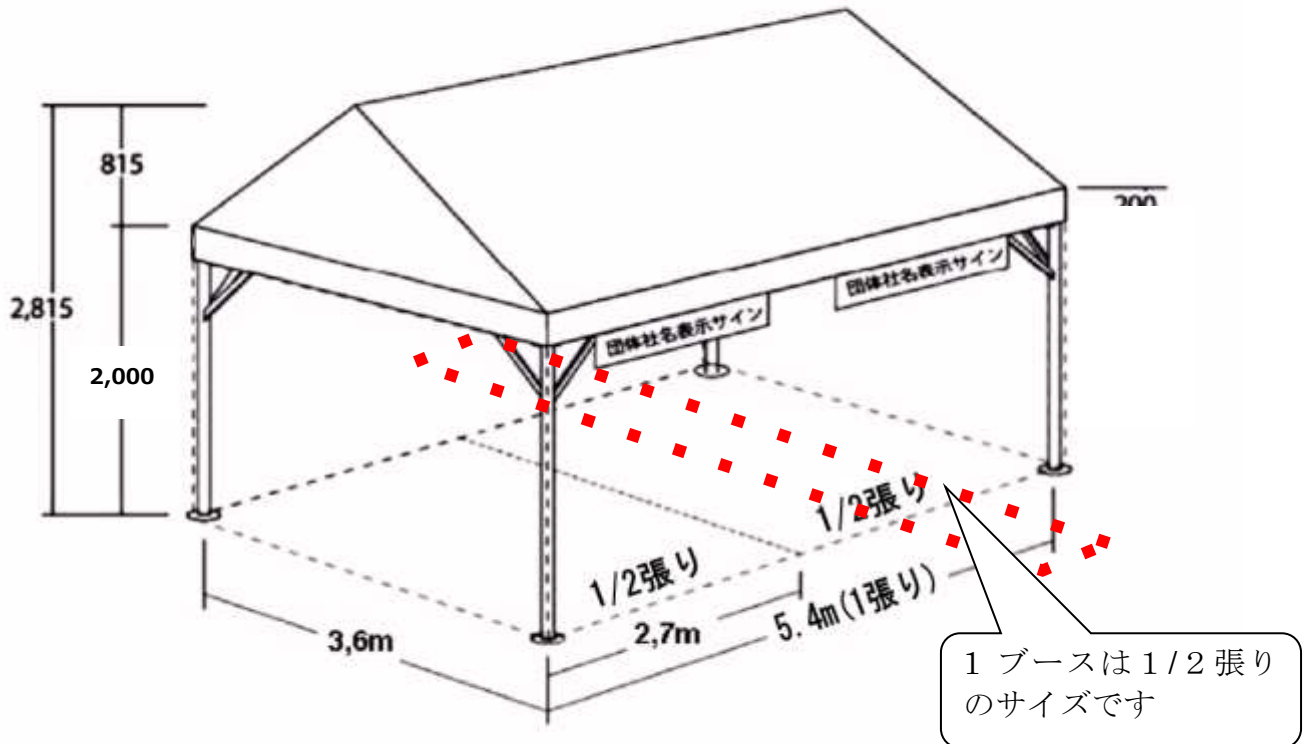 815
200
2,815
2,000
団体社名表示サイン
団体社名表示サイン
1/2張り
1/2張り
3,6m
2,7m
5.4m(1張り)
1 ブースは 1/2 張り
のサイズです